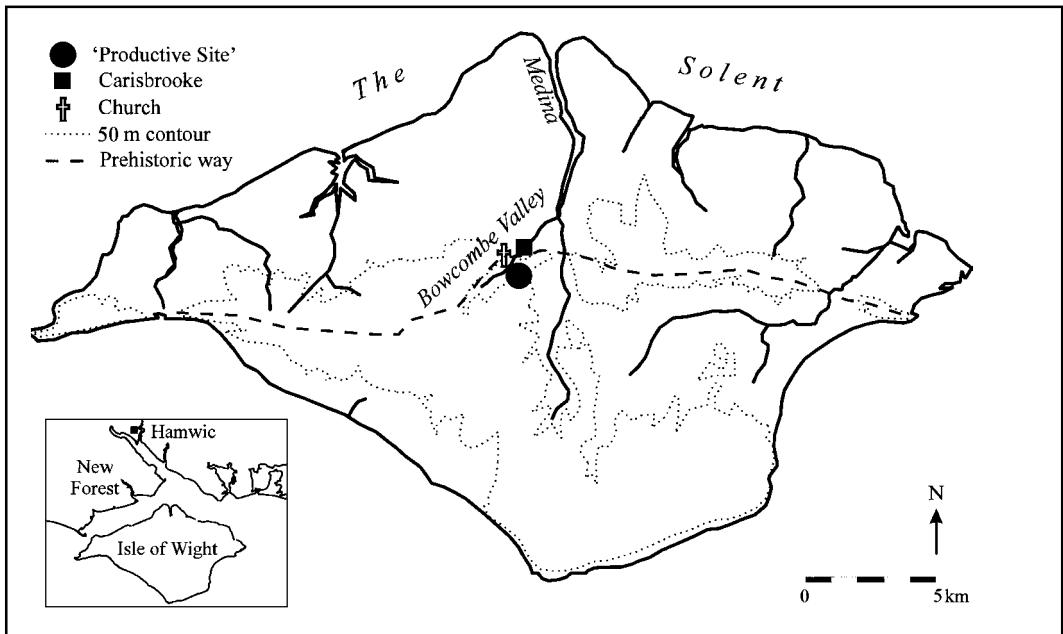 ‘Productive Site’
Carisbrooke
Church
50 m contour
Prehistoric way
The Solent
Medina
Bowcombe Valley
Hamwic
New
Forest
Isle of Wight
N
0 5 km